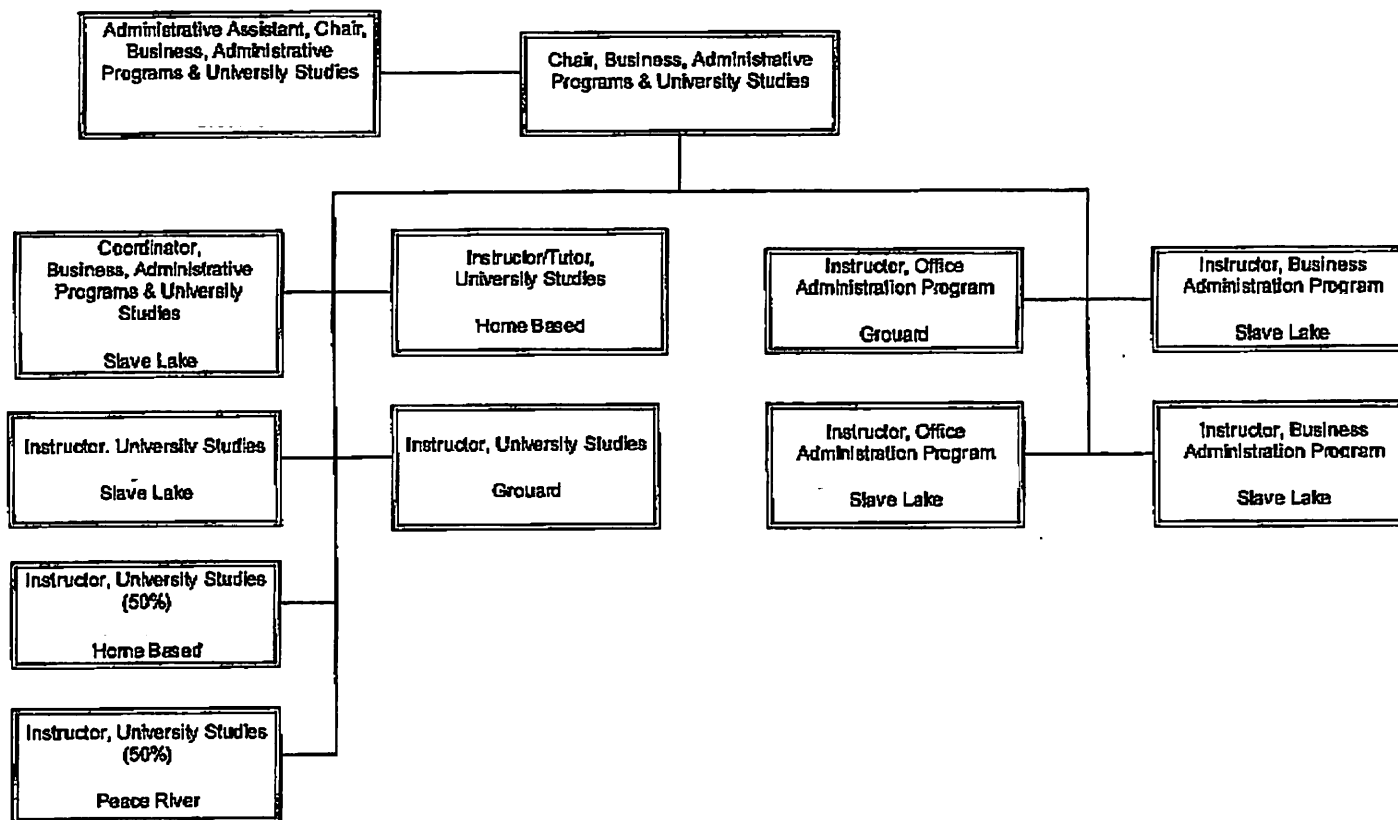 Administrative Assistant, Chair,
Business, Administrative
Programs & University Studies
Chair, Business, Administrative
Programs & University Studies
Coordinator,
Business, Administrative
Programs & University
Studies
Slave Lake
Instructor/Tutor,
University Studies
Home Based
Instructor, Office
Administration Program
Grouard
Instructor, Business
Administration Program
Slave Lake
Instructor. University Studies
Slave Lake
Instructor, University Studies
Grouard
Instructor, Office
Administration Program
Slave Lake
Instructor, Business
Administration Program
Slave Lake
Instructor, University Studies
(50%)
Home Based
Instructor, University Studies
(50%)
Peace River